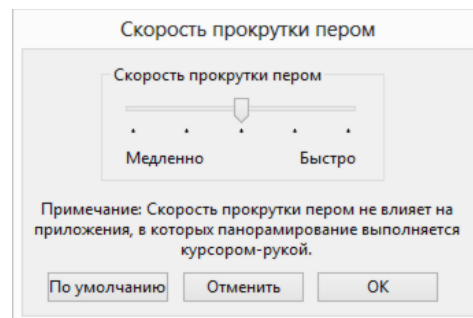 Скорость прокрутки пером
Скорость прокрутки пером
Медленно Быстро
Примечание: Скорость прокрутки пером не влияет на
приложения, в которых панорамирование выполняется
курсором-рукой.
По умолчанию Отменить OK